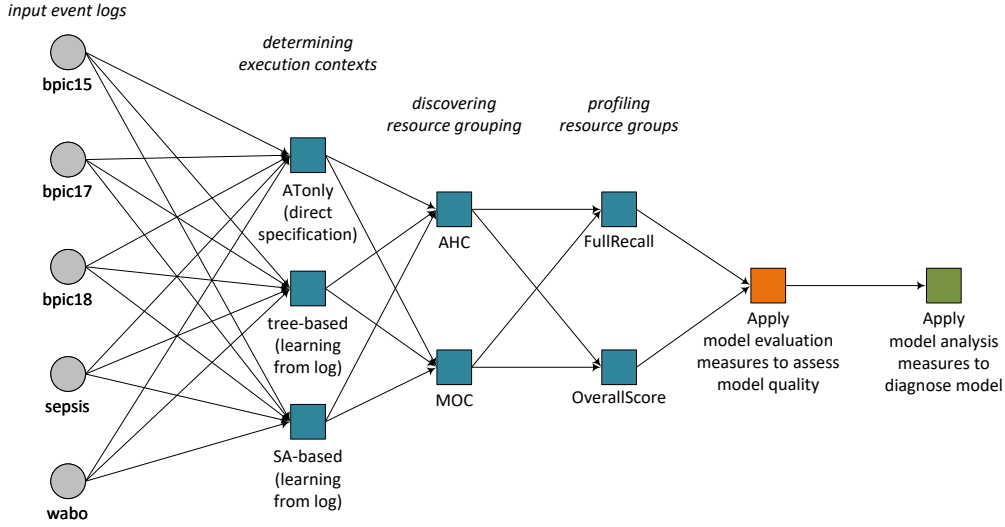 input event logs
bpic15
bpic17
bpic18
sepsis
wabo
determining
execution contexts
ATonly
(direct
specification)
tree-based
(learning
from log)
SA-based
(learning
from log)
discovering
resource grouping
AHC
MOC
profiling
resource groups
FullRecall
OverallScore
Apply
model evaluation
measures to assess
model quality
Apply
model analysis
measures to
diagnose model